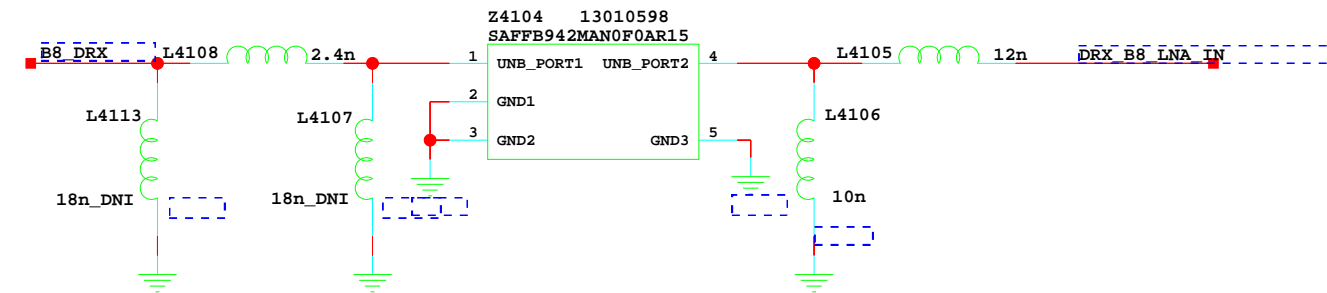 Z4104 13010598
SAFFB942MAN0F0AR15
B8_DRX
L4108
2.4n
1
UNB_PORT1
UNB_PORT2
4
L4105
12n
DRX_B8_LNA_IN
2
GND1
L4113
L4107
L4106
3
GND2
GND3
5
18n_DNI
18n_DNI
10n